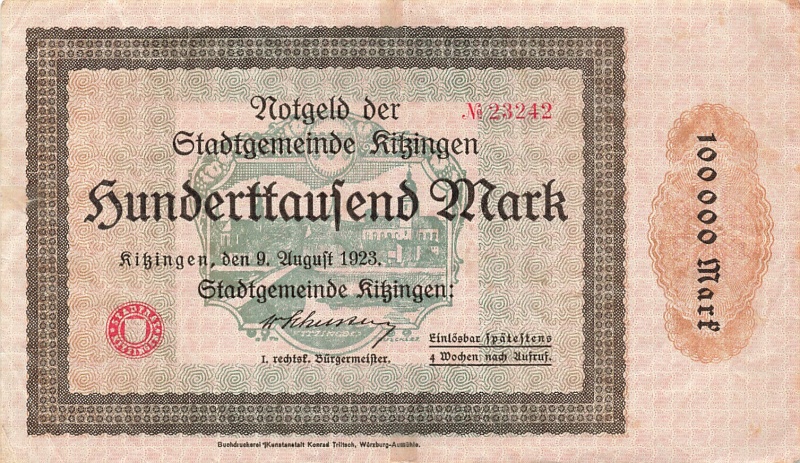 Notgeld der
№ 23242
Stadtgemeinde Kitzingen
Hunderttausend Mark
Kitzingen, den 9. August 1923.
Stadtgemeinde Kitzingen:
I. rechtsk. Bürgermeister.
Einlösbar spätestens
4 Wochen nach Aufruf.
100000 Mark
Buchdruckerei u. Kunstanstalt Konrad Triltsch, Würzburg-Aumühle.